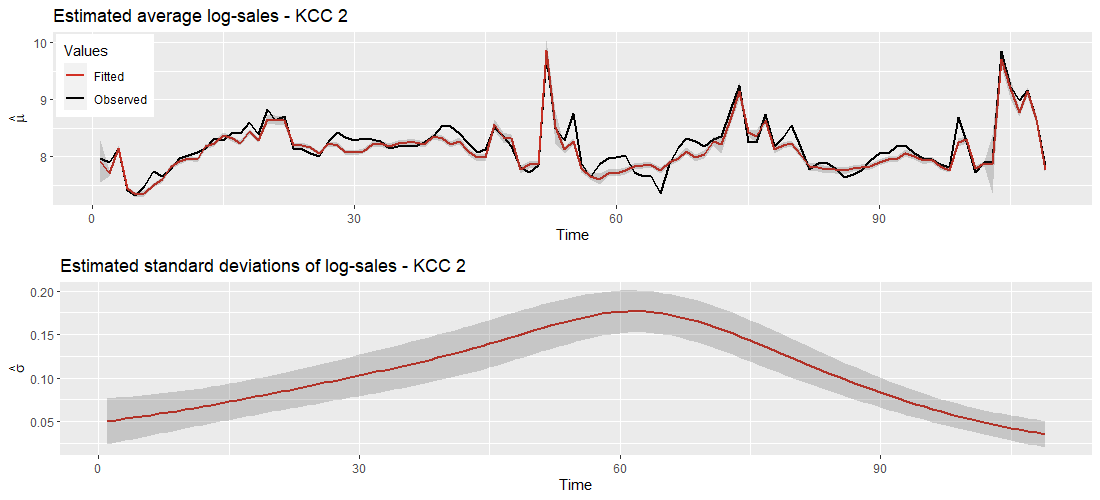 Estimated average log-sales - KCC 2
Values
Fitted
Observed
μ̂
10
9
8
0
30
60
90
Time
Estimated standard deviations of log-sales - KCC 2
σ̂
0.20
0.15
0.10
0.05
0
30
60
90
Time